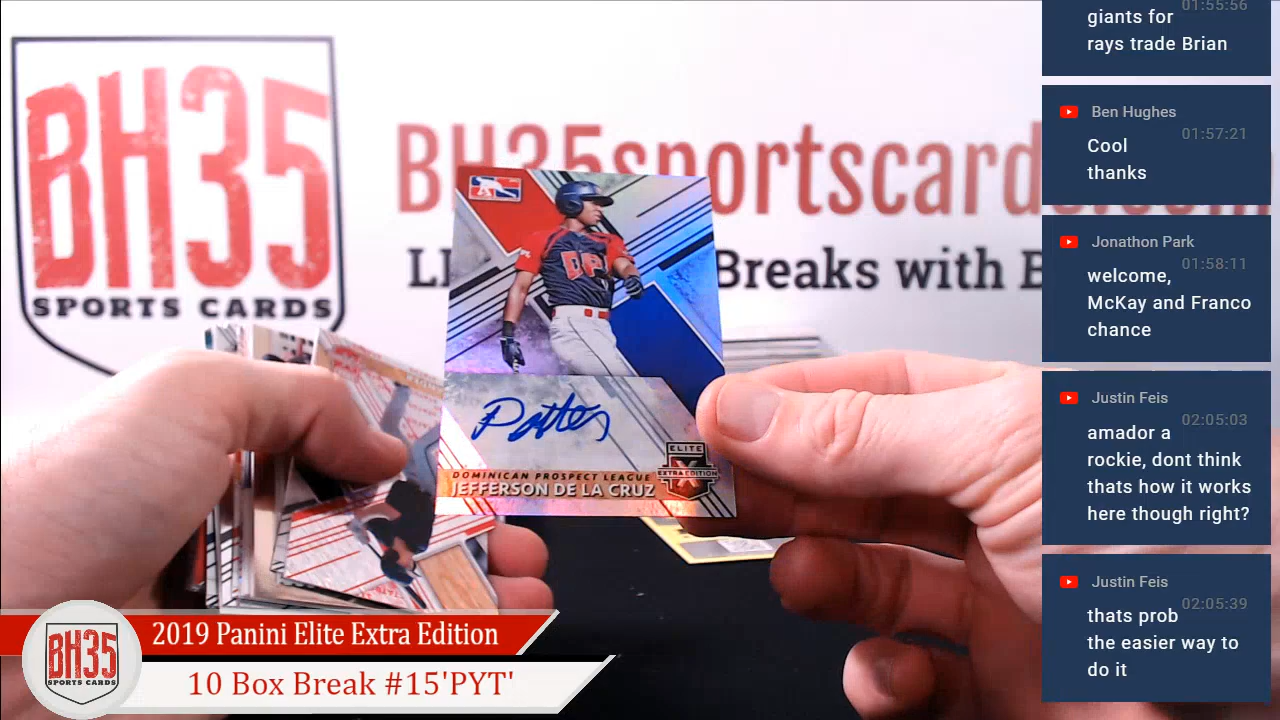 BH35
SPORTS CARDS
BH35sportscards.com
Breaks with B
DPL
DOMINICAN PROSPECT LEAGUE
JEFFERSON DE LA CRUZ
ELITE
X
EXTRA EDITION
BH35
SPORTS CARDS
2019 Panini Elite Extra Edition
10 Box Break #15'PYT'
01:55:56
giants for
rays trade Brian
Ben Hughes
01:57:21
Cool
thanks
Jonathon Park
01:58:11
welcome,
McKay and Franco
chance
Justin Feis
02:05:03
amador a
rockie, dont think
thats how it works
here though right?
Justin Feis
02:05:39
thats prob
the easier way to
do it